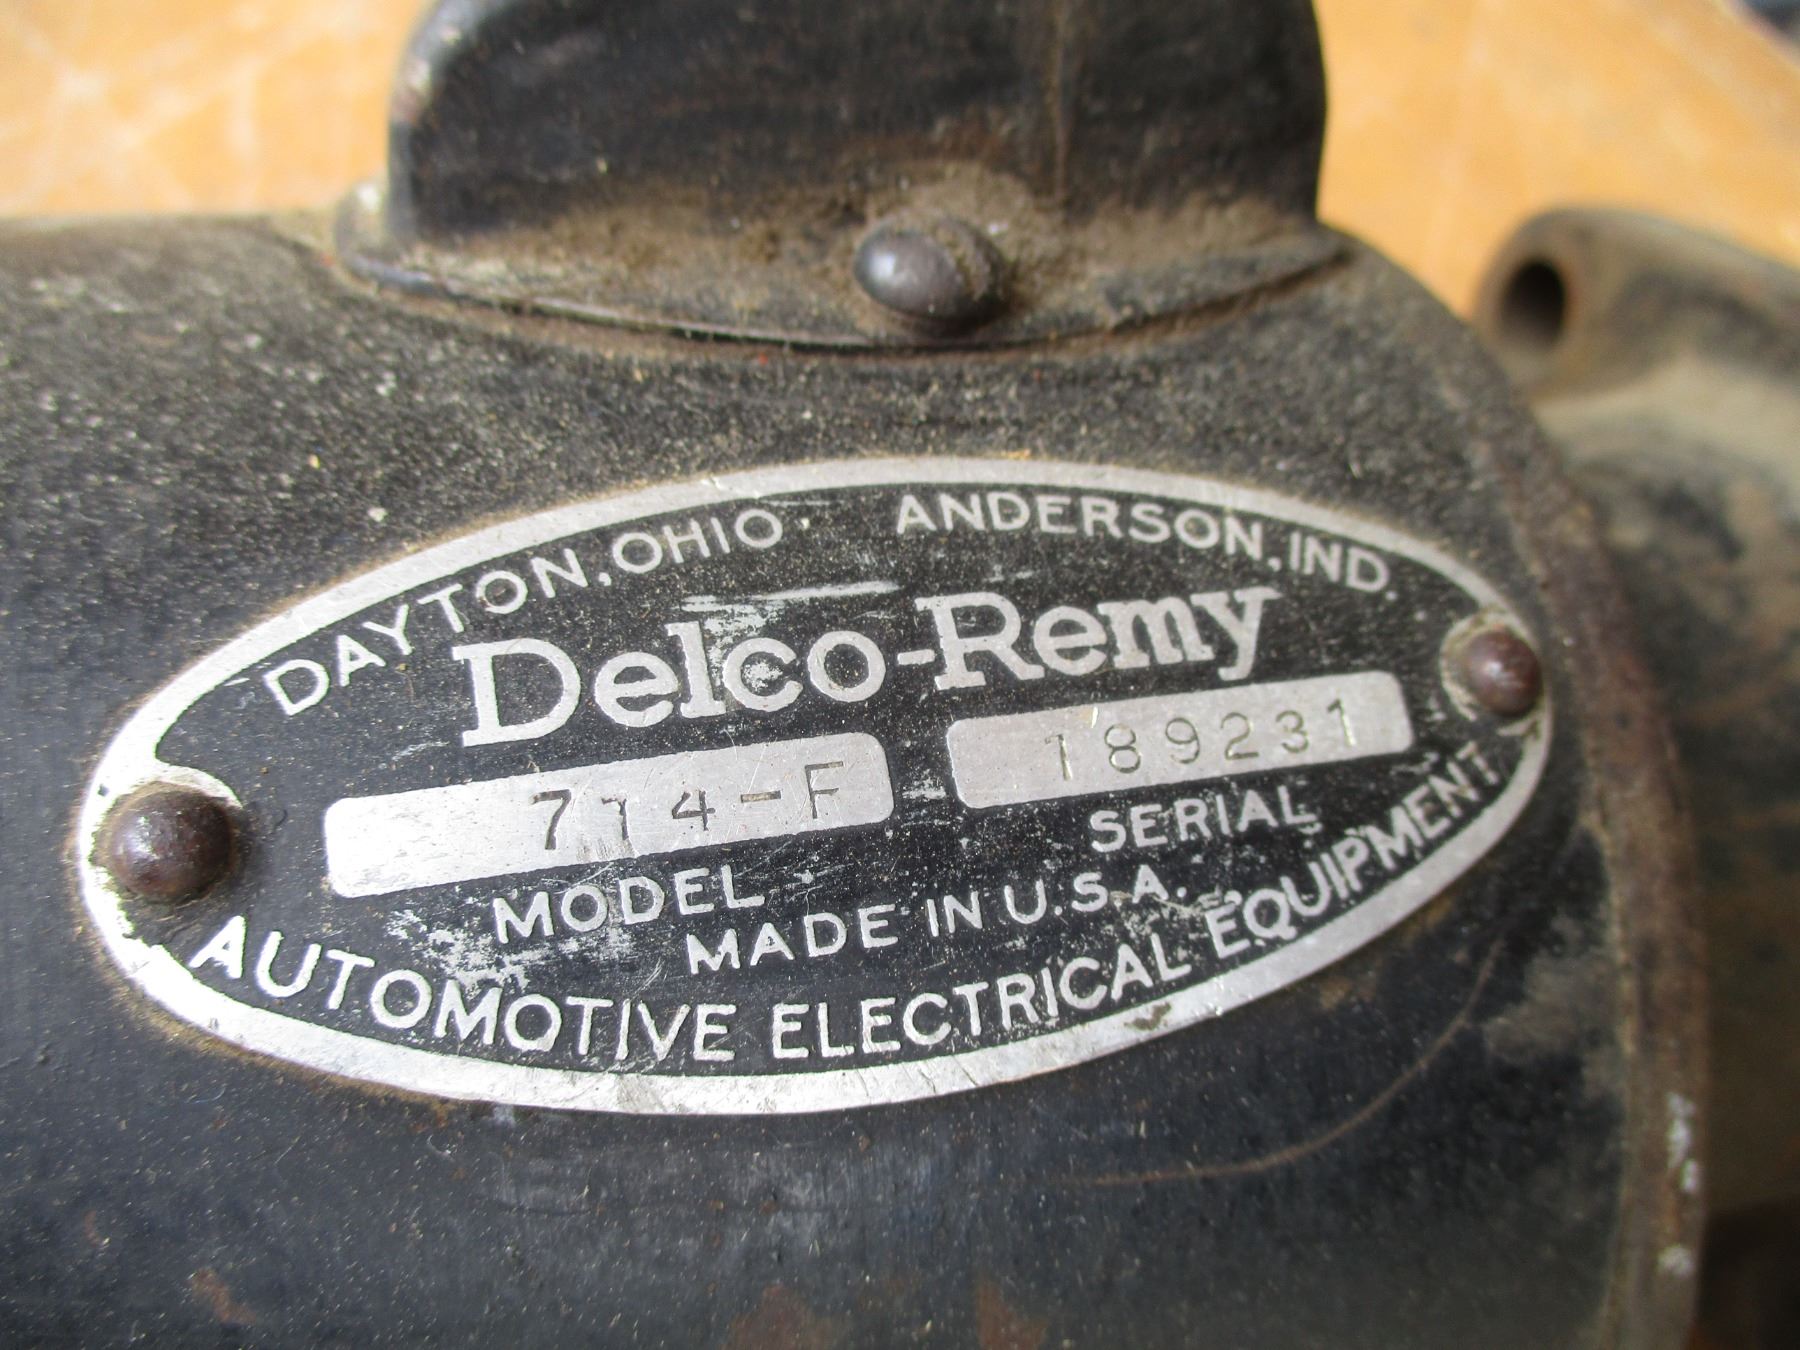 DAYTON, OHIO ANDERSON, IND.
Delco-Remy
714-F 189231
MODEL SERIAL
MADE IN U.S.A.
AUTOMOTIVE ELECTRICAL EQUIPMENT